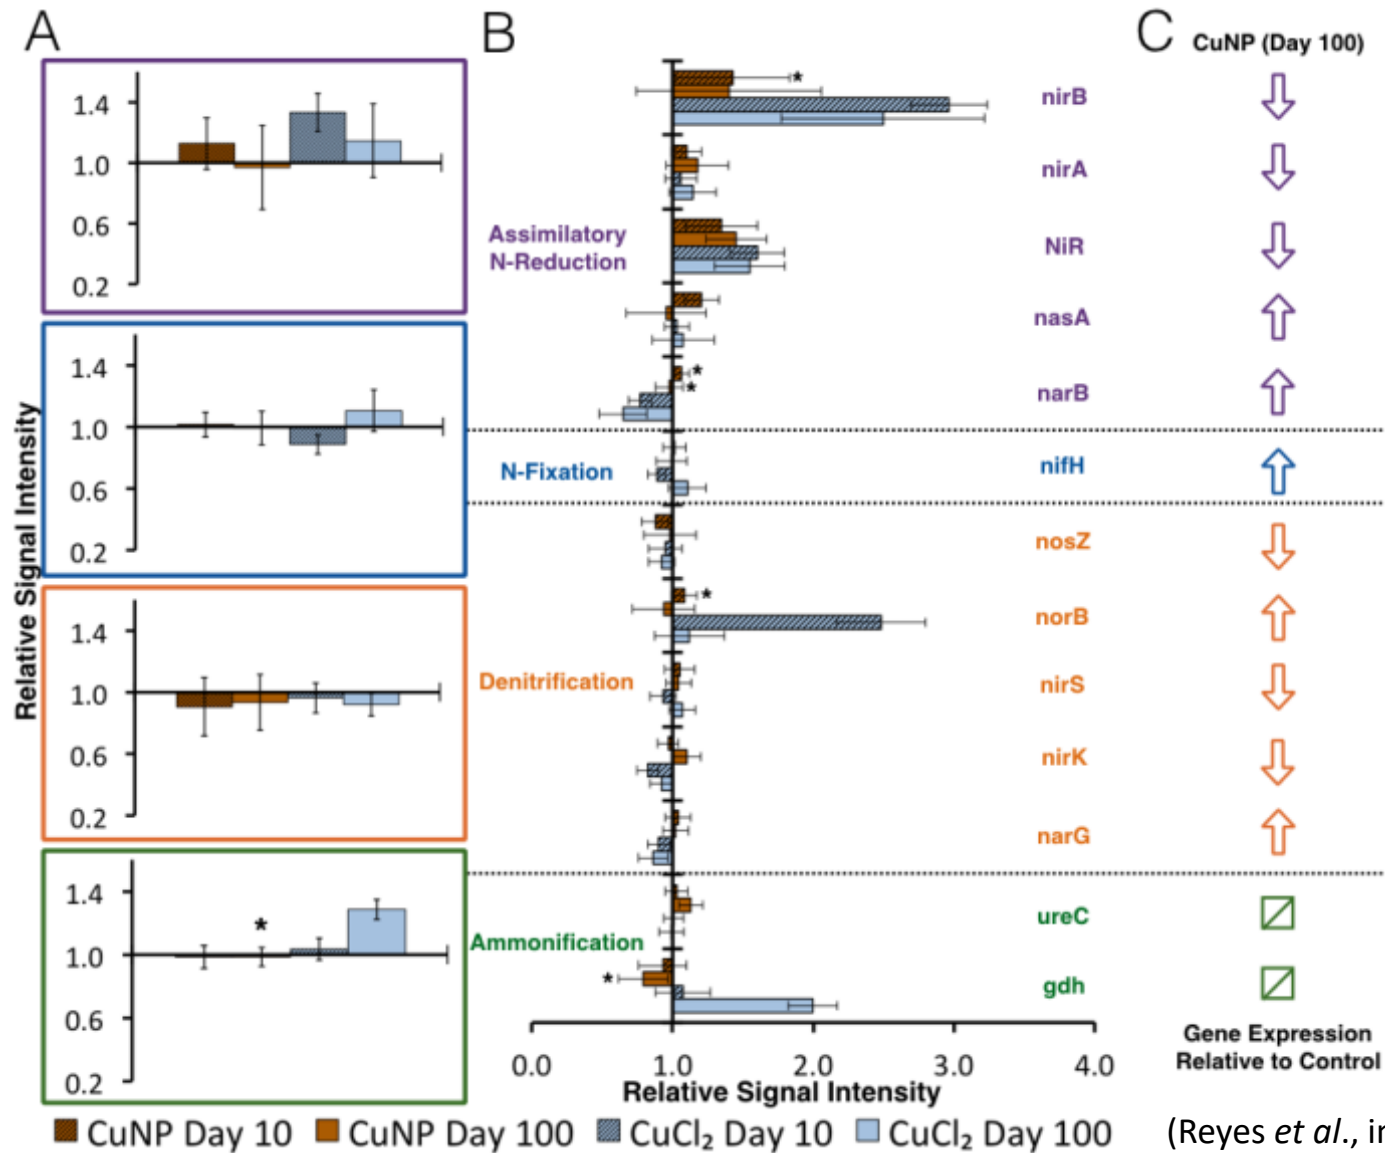 A
B
C
CuNP (Day 100)
Relative Signal Intensity
1.4
1.0
0.6
0.2
1.4
1.0
0.6
0.2
1.4
1.0
0.6
0.2
1.4
1.0
0.6
0.2
Assimilatory
N-Reduction
N-Fixation
Denitrification
Ammonification
*
*
*
*
*
*
nirB
nirA
NiR
nasA
narB
nifH
nosZ
norB
nirS
nirK
narG
ureC
gdh
0.0
1.0
2.0
3.0
4.0
Relative Signal Intensity
Gene Expression
Relative to Control
CuNP Day 10
CuNP Day 100
CuCl₂ Day 10
CuCl₂ Day 100
(Reyes et al., in